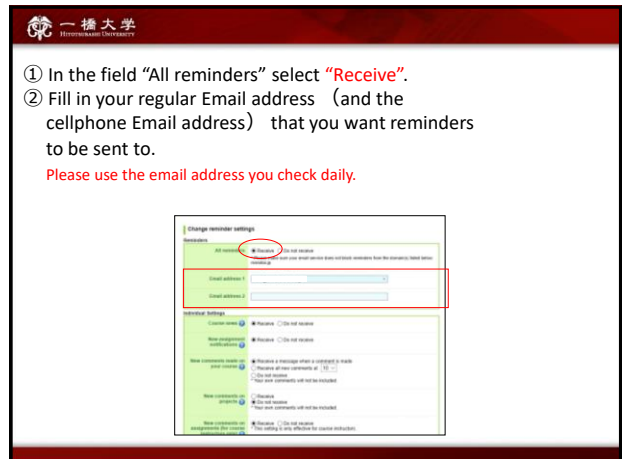 一橋大学
HITOTSUBASHI UNIVERSITY
① In the field “All reminders” select “Receive”.
② Fill in your regular Email address （and the
cellphone Email address） that you want reminders
to be sent to.
Please use the email address you check daily.
Change reminder settings
Reminders
All reminders Receive Do not receive
Email address 1
Email address 2
Individual Settings
Course news Receive Do not receive
New assignment
notifications Receive Do not receive
New comments made on
your course Receive a message when a comment is made
Receive all new comments at 10
Do not receive
*Your own comments will not be included.
New comments on
projects Receive
Do not receive
*Your own comments will not be included.
New comments on
assignments (for course
Receive Do not receive
*This setting is only effective for course instructors.